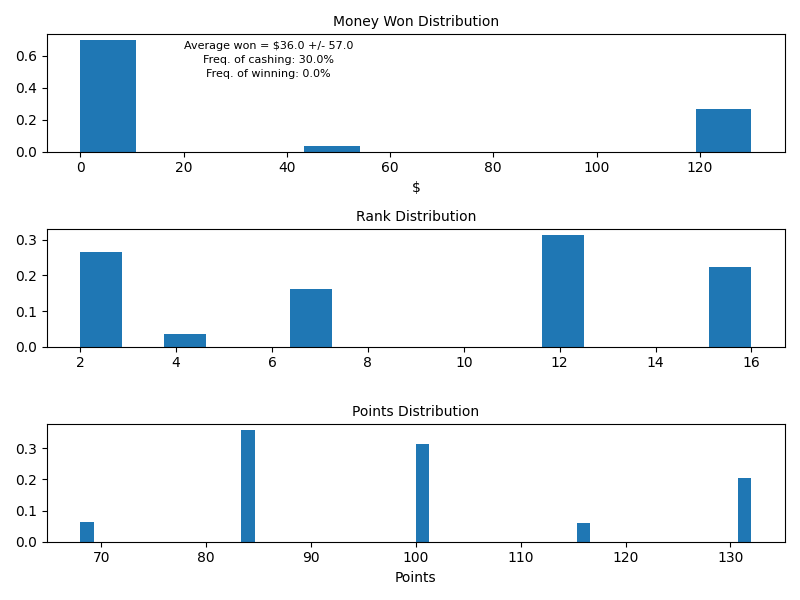 Money Won Distribution
Average won = $36.0 +/- 57.0
Freq. of cashing: 30.0%
Freq. of winning: 0.0%
0.6
0.4
0.2
0.0
0 20 40 60 80 100 120
$
Rank Distribution
0.3
0.2
0.1
0.0
2 4 6 8 10 12 14 16
Points Distribution
0.3
0.2
0.1
0.0
70 80 90 100 110 120 130
Points